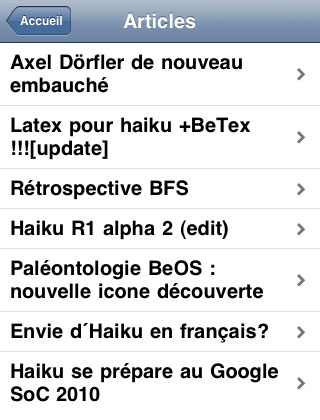 Accueil
Articles
Axel Dörfler de nouveau
embauché
Latex pour haiku +BeTex
!!![update]
Rétrospective BFS
Haiku R1 alpha 2 (edit)
Paléontologie BeOS :
nouvelle icone découverte
Envie d´Haiku en français?
Haiku se prépare au Google
SoC 2010